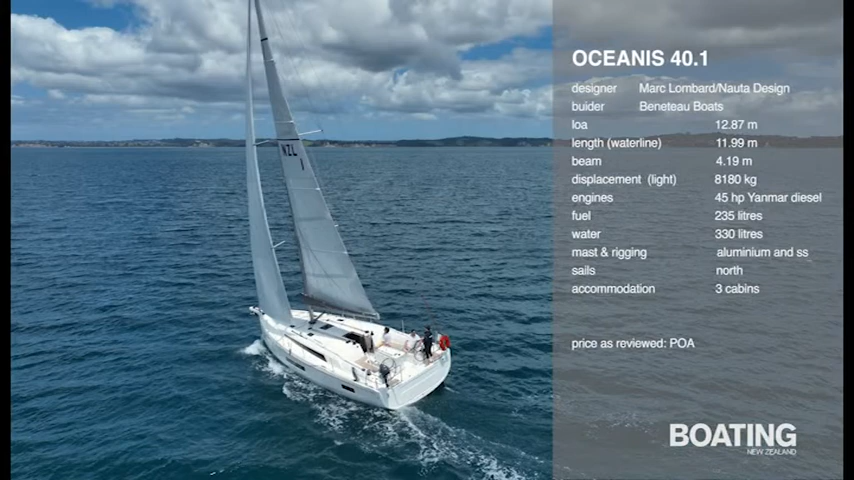 NZL
1
OCEANIS 40.1
designer Marc Lombard/Nauta Design
buider Beneteau Boats
loa 12.87 m
length (waterline) 11.99 m
beam 4.19 m
displacement (light) 8180 kg
engines 45 hp Yanmar diesel
fuel 235 litres
water 330 litres
mast & rigging aluminium and ss
sails north
accommodation 3 cabins
price as reviewed: POA
BOATING
NEW ZEALAND